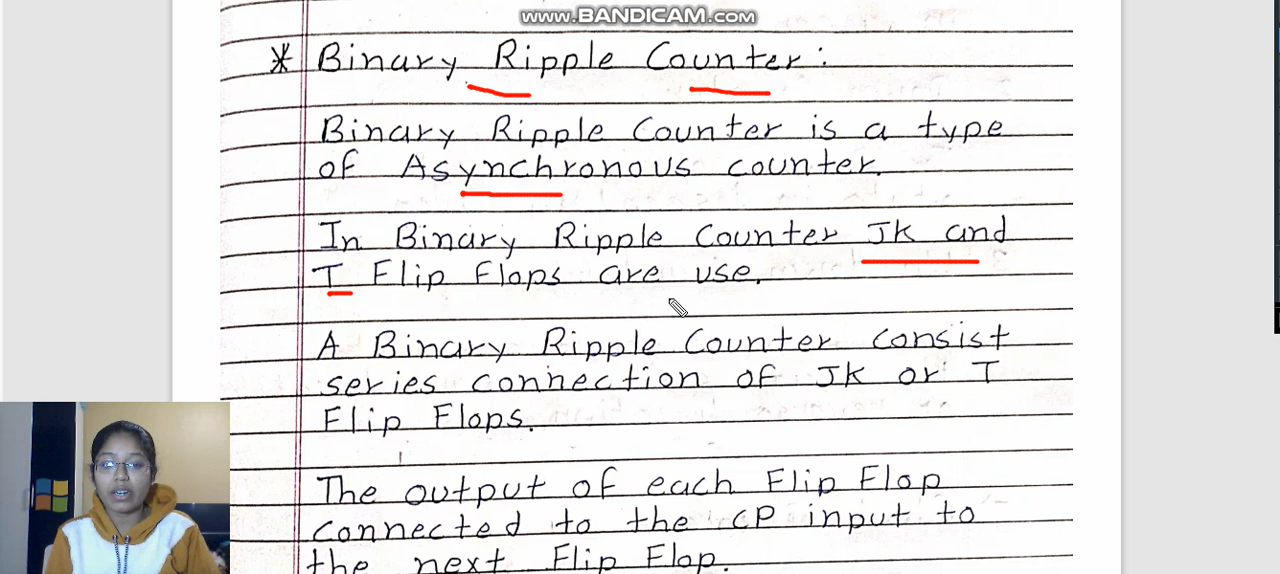 www.BANDICAM.com
* Binary Ripple Counter:
Binary Ripple Counter is a type
of Asynchronous counter.
In Binary Ripple Counter JK and
T Flip Flops are use.
A Binary Ripple Counter consist
series connection of JK or T
Flip Flops.
The output of each Flip Flop
connected to the CP input to
the next Flip Flop.